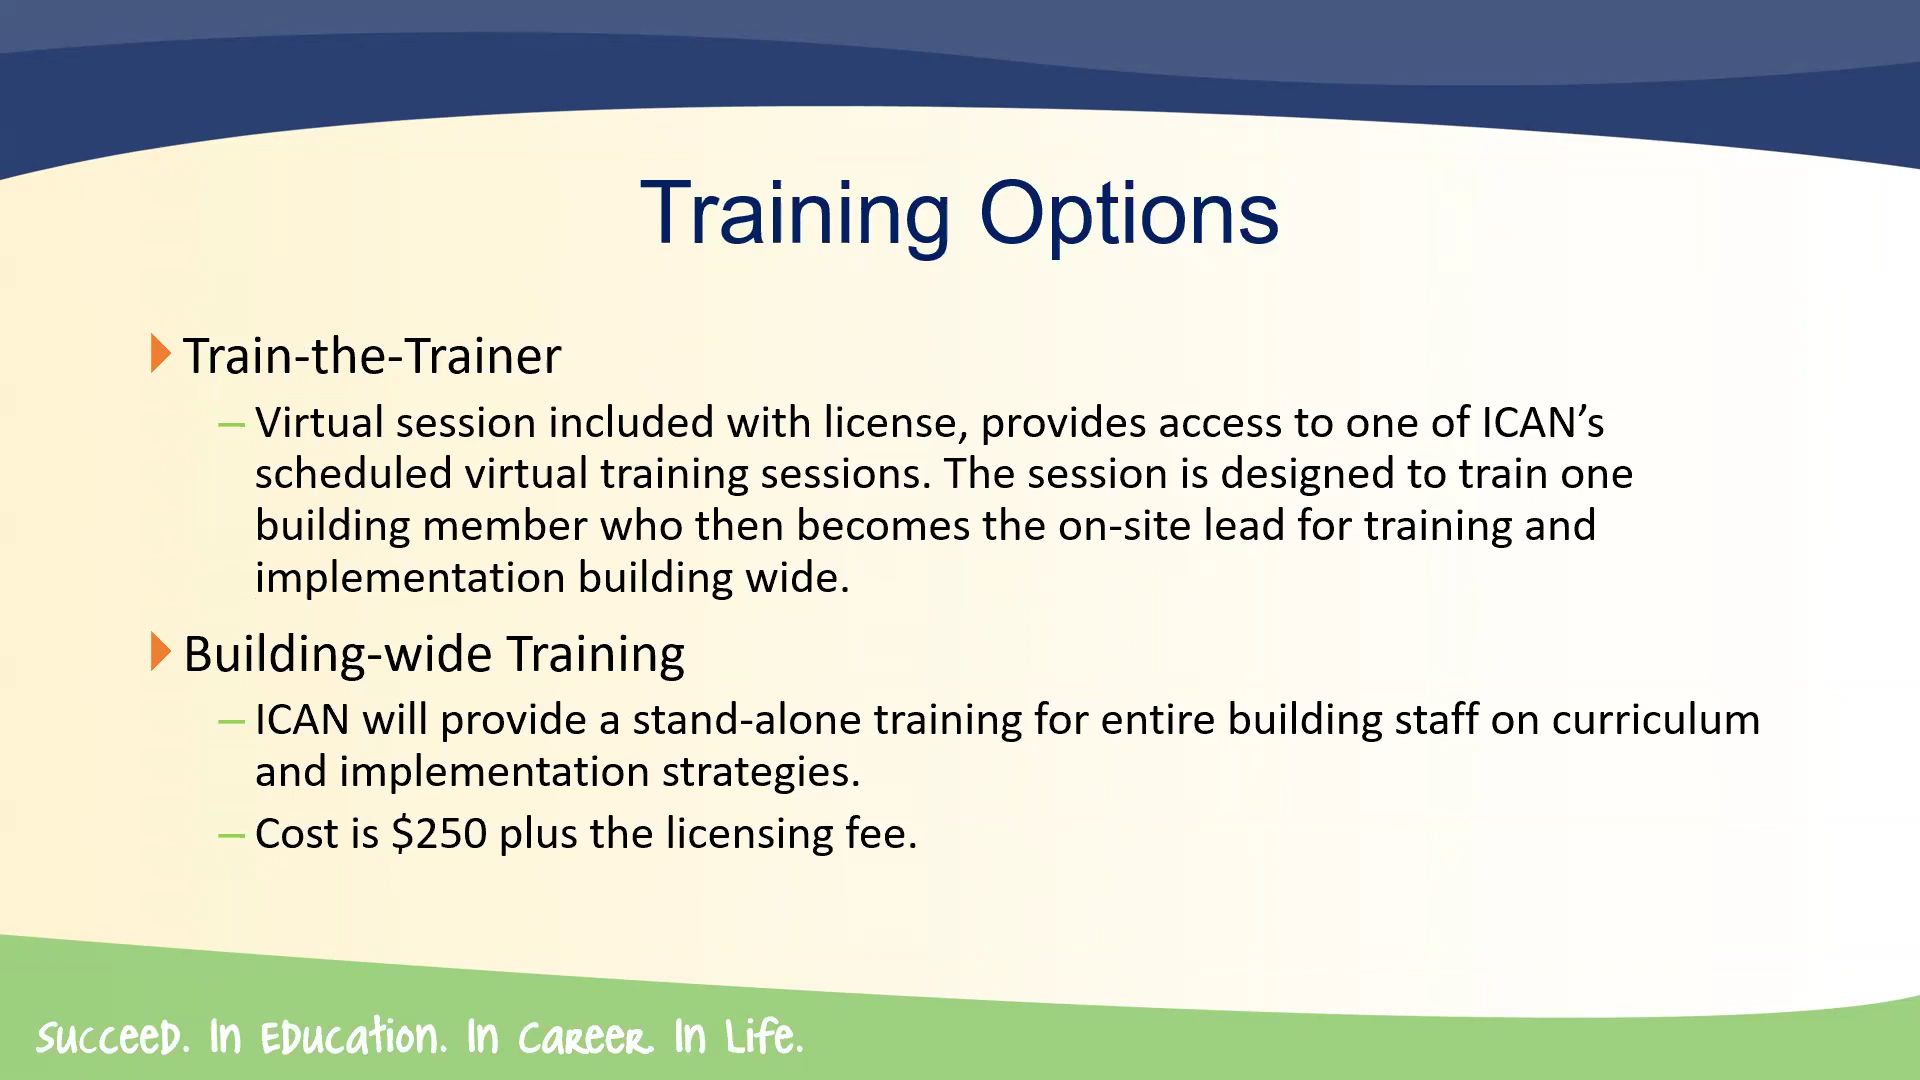 Training Options
Train-the-Trainer
– Virtual session included with license, provides access to one of ICAN’s
scheduled virtual training sessions. The session is designed to train one
building member who then becomes the on-site lead for training and
implementation building wide.
Building-wide Training
– ICAN will provide a stand-alone training for entire building staff on curriculum
and implementation strategies.
– Cost is $250 plus the licensing fee.
Succeed. In Education. In Career. In Life.